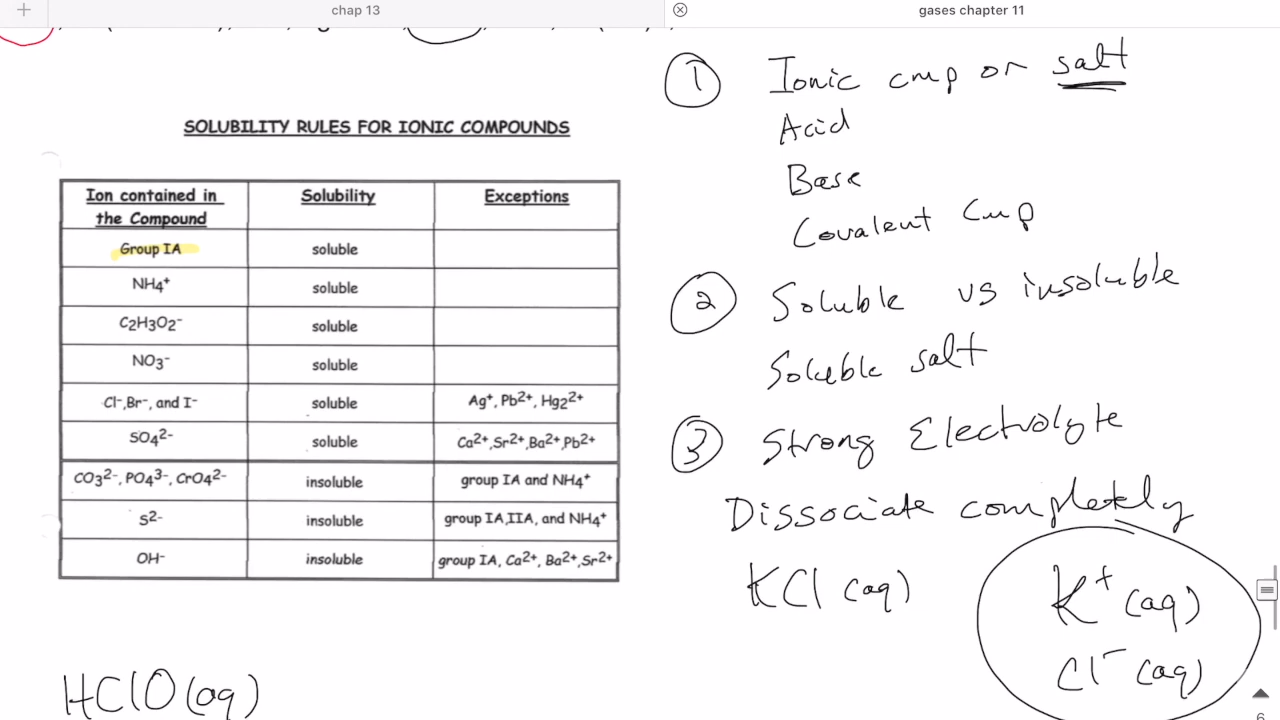 chap 13
gases chapter 11
SOLUBILITY RULES FOR IONIC COMPOUNDS
Ion contained in the Compound Solubility Exceptions
Group IA soluble
NH4+ soluble
C2H3O2- soluble
NO3- soluble
Cl-,Br-, and I- soluble Ag+, Pb2+, Hg22+
SO42- soluble Ca2+,Sr2+,Ba2+,Pb2+
CO32-, PO43-, CrO42- insoluble group IA and NH4+
S2- insoluble group IA,IIA, and NH4+
OH- insoluble group IA, Ca2+, Ba2+,Sr2+
HClO(aq)
1 Ionic cmp or salt
Acid
Base
Covalent Cmp
2 Soluble vs insoluble
Soluble salt
3 Strong Electrolyte
Dissociate completely
KCl (aq) K+ (aq)
Cl- (aq)
6